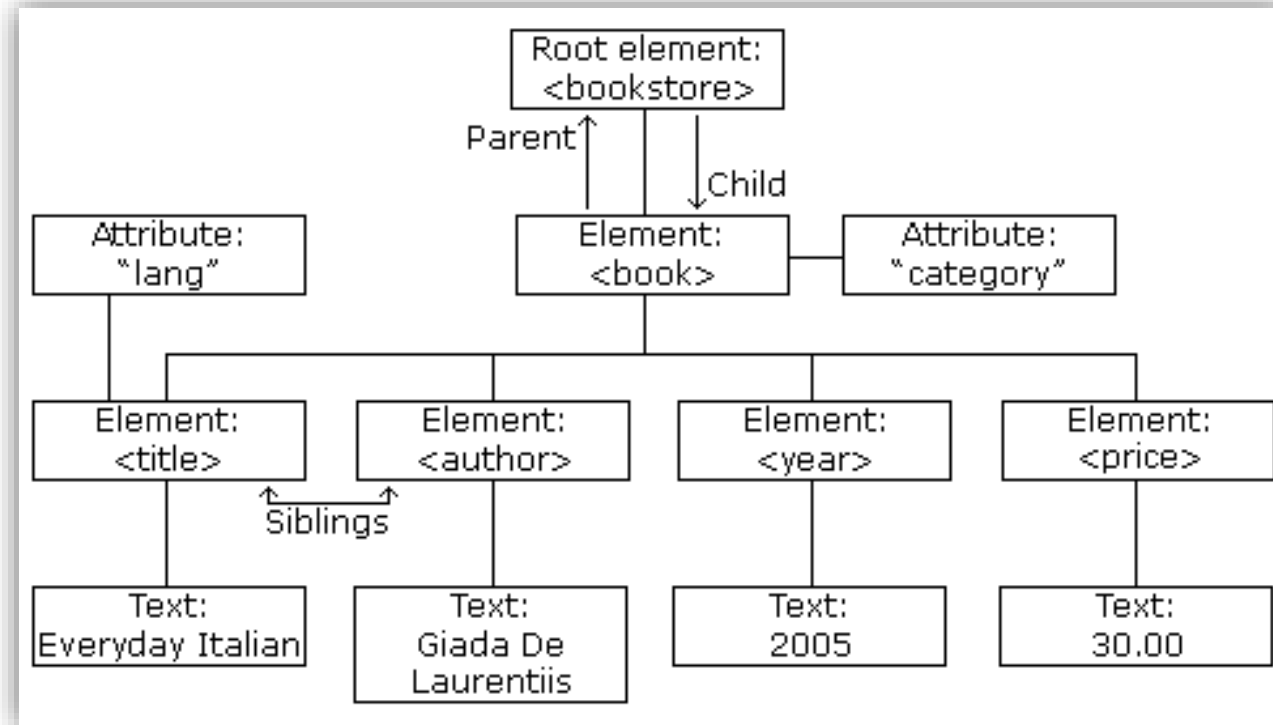 Root element:
<bookstore>
Parent
Child
Attribute:
“lang”
Element:
<book>
Attribute:
“category”
Element:
<title>
Element:
<author>
Element:
<year>
Element:
<price>
Siblings
Text:
Everyday Italian
Text:
Giada De
Laurentiis
Text:
2005
Text:
30.00